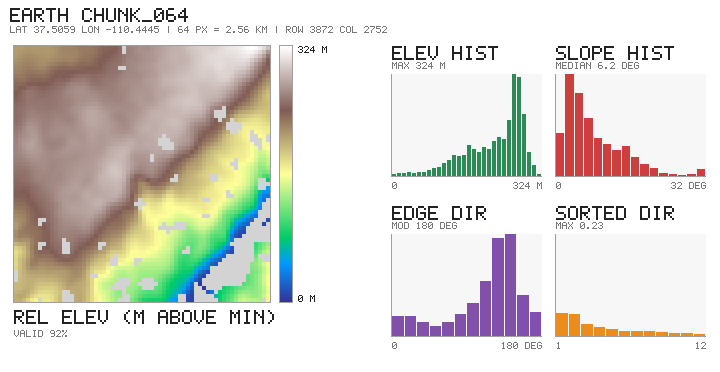 EARTH CHUNK_064
LAT 37.5059 LON -110.4445 | 64 PX = 2.56 KM | ROW 3872 COL 2752
324 M
0 M
REL ELEV (M ABOVE MIN)
VALID 92%
ELEV HIST
MAX 324 M
0 324 M
SLOPE HIST
MEDIAN 6.2 DEG
0 32 DEG
EDGE DIR
MOD 180 DEG
0 180 DEG
SORTED DIR
MAX 0.23
1 12